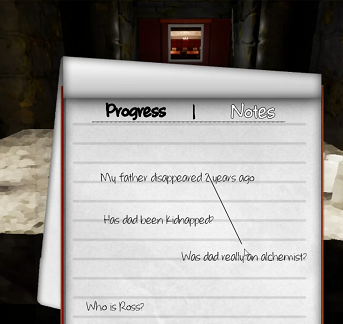 Progress | Notes
My father disappeared 2 years ago
Has dad been kidnapped?
Was dad really an alchemist?
Who is Ross?